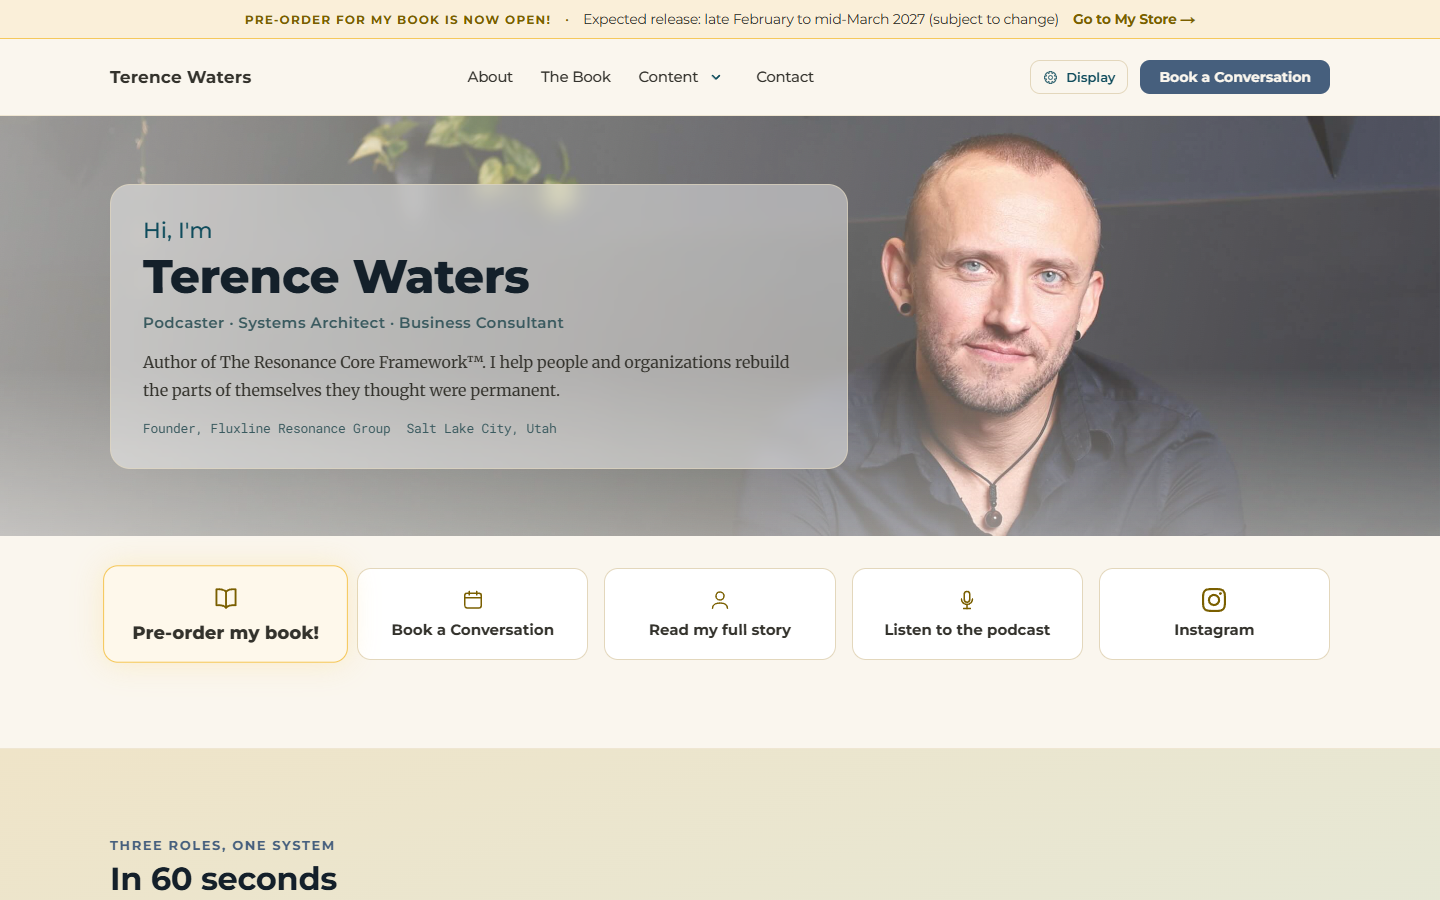 PRE-ORDER FOR MY BOOK IS NOW OPEN! · Expected release: late February to mid-March 2027 (subject to change) Go to My Store →
Terence Waters
About The Book Content Contact
Display
Book a Conversation
Hi, I'm
Terence Waters
Podcaster · Systems Architect · Business Consultant
Author of The Resonance Core Framework™. I help people and organizations rebuild
the parts of themselves they thought were permanent.
Founder, Fluxline Resonance Group Salt Lake City, Utah
Pre-order my book!
Book a Conversation
Read my full story
Listen to the podcast
Instagram
THREE ROLES, ONE SYSTEM
In 60 seconds